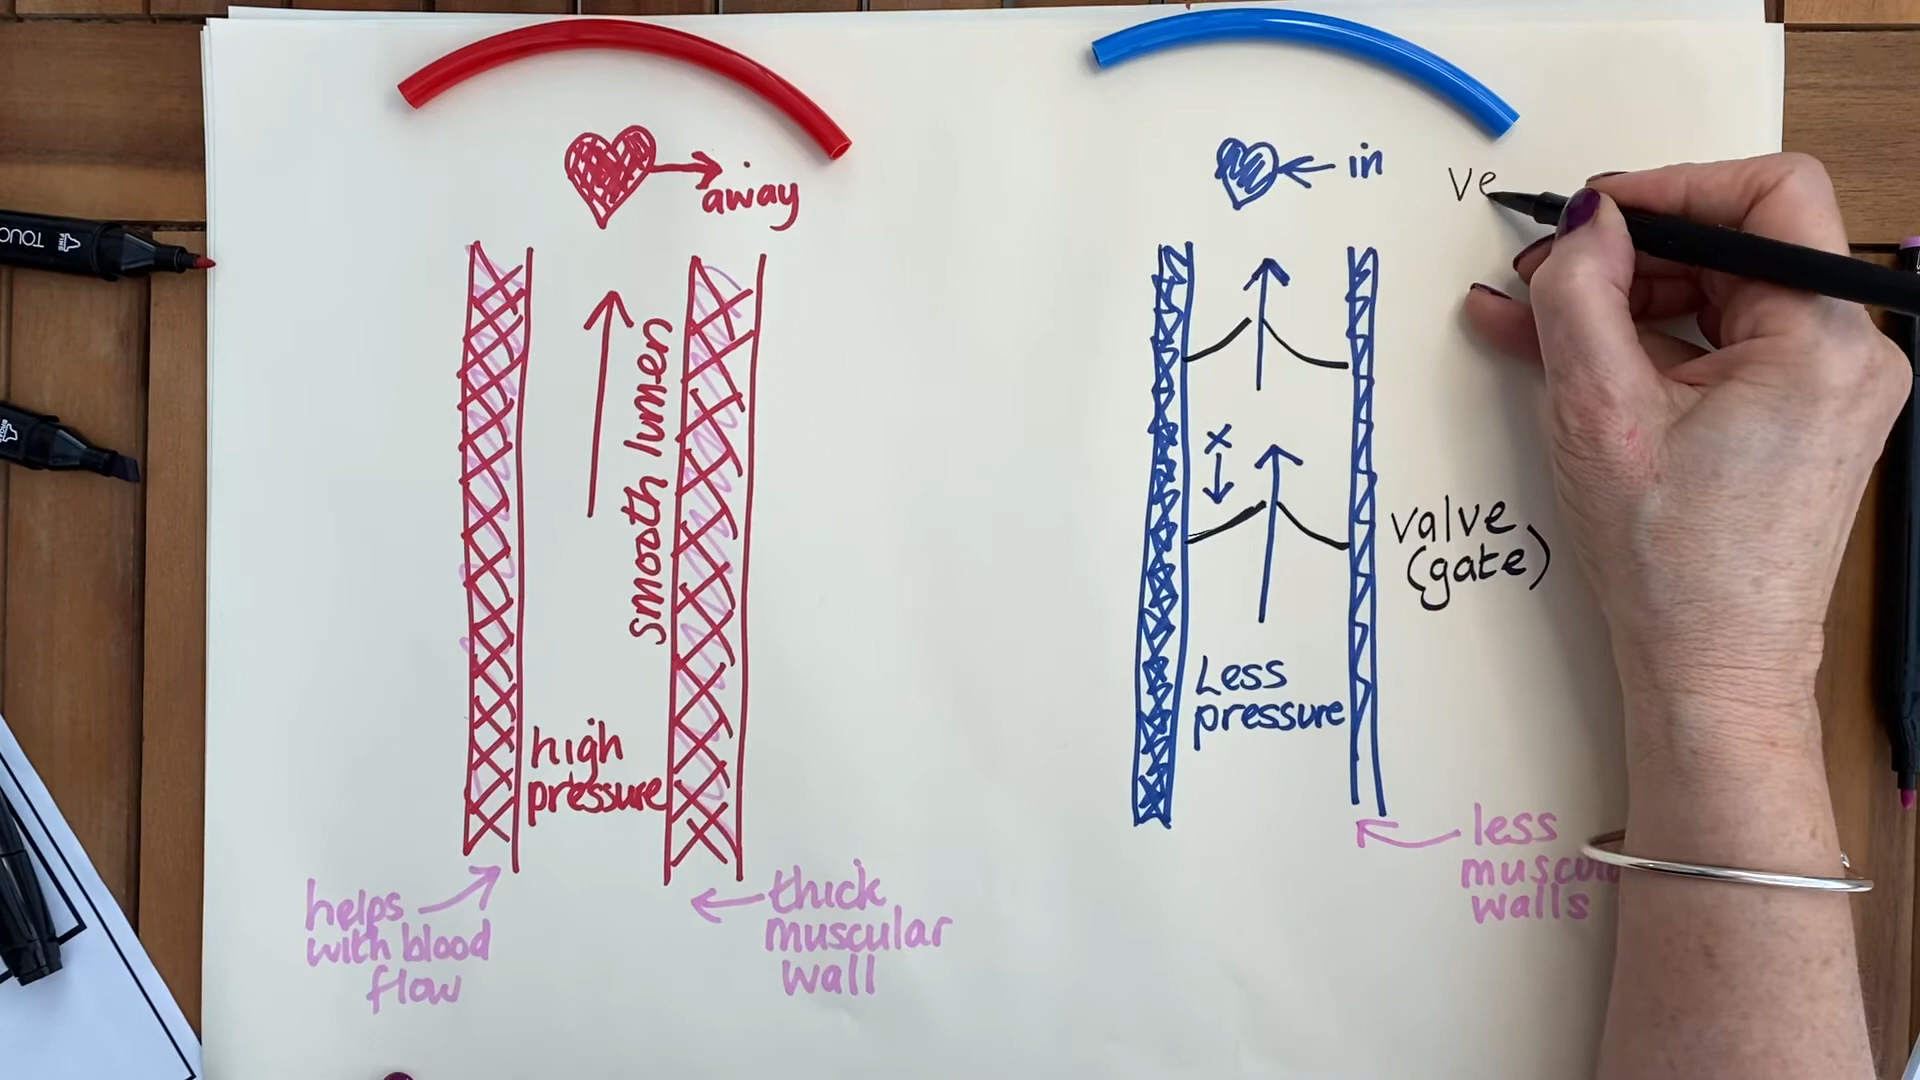 away
in
ve
smooth lumen
valve
(gate)
high
pressure
Less
pressure
helps
with blood
flow
thick
muscular
wall
less
walls
TOUC